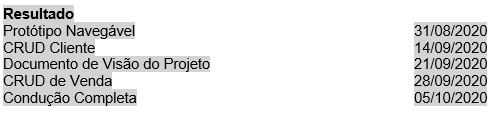 Resultado
Protótipo Navegável 31/08/2020
CRUD Cliente 14/09/2020
Documento de Visão do Projeto 21/09/2020
CRUD de Venda 28/09/2020
Condução Completa 05/10/2020